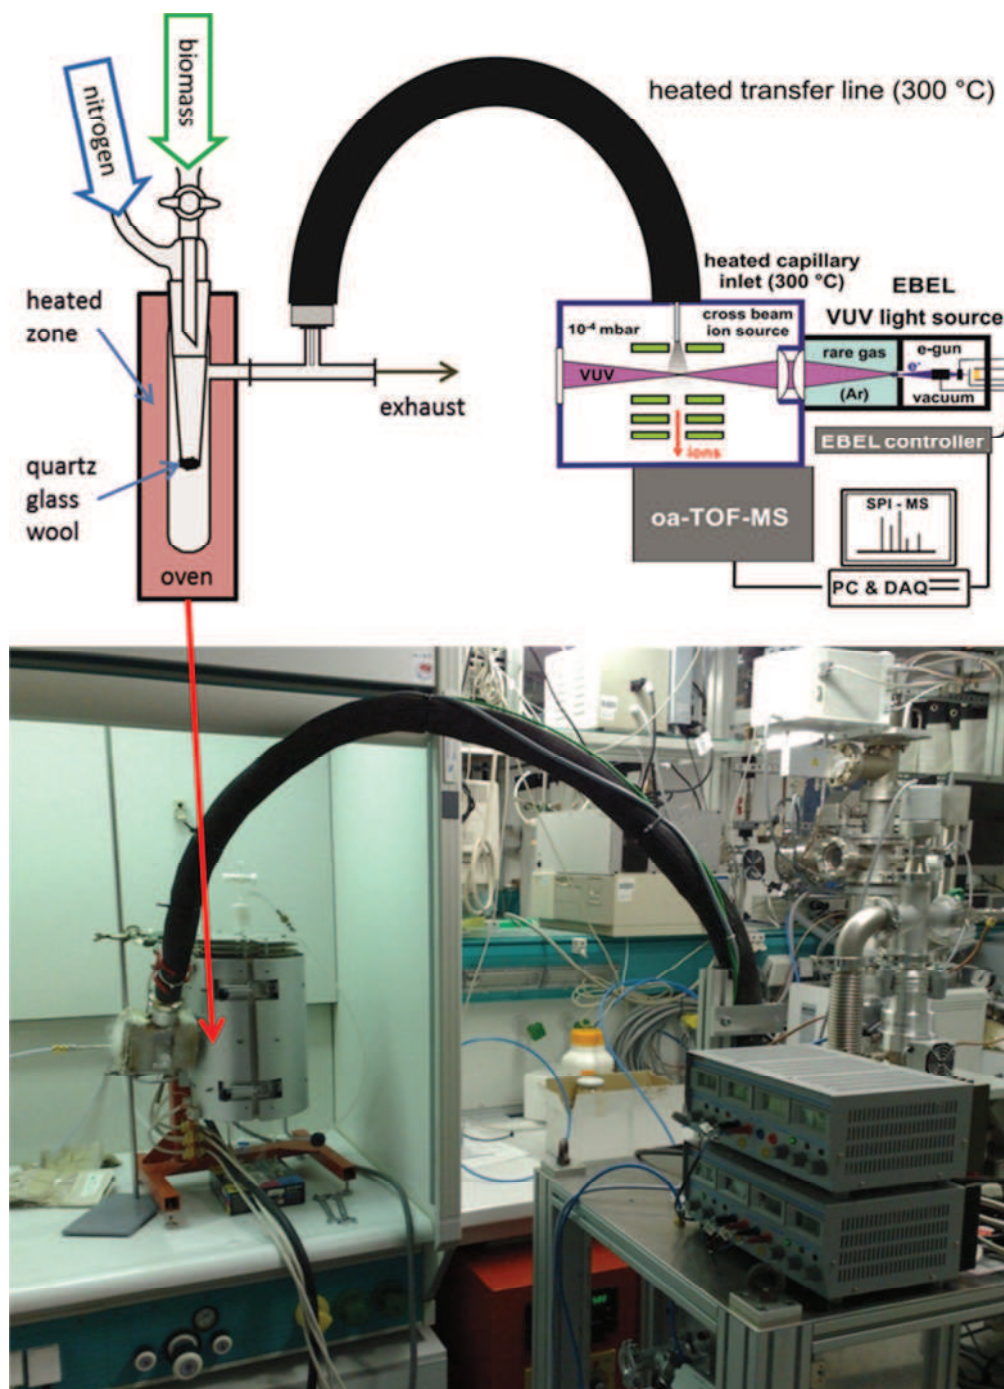 nitrogen
biomass
heated transfer line (300 °C)
heated
zone
quartz
glass
wool
oven
exhaust
heated capillary
inlet (300 °C)
EBEL
VUV light source
10⁻⁴ mbar
cross beam
ion source
VUV
ions
rare gas
(Ar)
e-gun
e⁻
vacuum
EBEL controller
oa-TOF-MS
SPI - MS
PC & DAQ